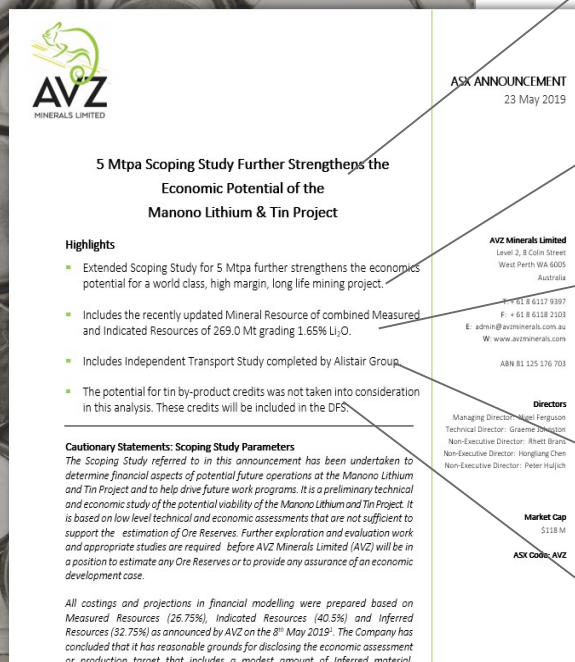 AVZ
MINERALS LIMITED
ASX ANNOUNCEMENT
23 May 2019
5 Mtpa Scoping Study Further Strengthens the
Economic Potential of the
Manono Lithium & Tin Project
Highlights
Extended Scoping Study for 5 Mtpa further strengthens the economics
potential for a world class, high margin, long life mining project.
Includes the recently updated Mineral Resource of combined Measured
and Indicated Resources of 269.0 Mt grading 1.65% Li₂O.
Includes Independent Transport Study completed by Alistair Group.
The potential for tin by-product credits was not taken into consideration
in this analysis. These credits will be included in the DFS.
Cautionary Statements: Scoping Study Parameters
The Scoping Study referred to in this announcement has been undertaken to
determine financial aspects of potential future operations at the Manono Lithium
and Tin Project and to help drive future work programs. It is a preliminary technical
and economic study of the potential viability of the Manono Lithium and Tin Project. It
is based on low level technical and economic assessments that are not sufficient to
support the estimation of Ore Reserves. Further exploration and evaluation work
and appropriate studies are required before AVZ Minerals Limited (AVZ) will be in
a position to estimate any Ore Reserves or to provide any assurance of an economic
development case.
All costings and projections in financial modelling were prepared based on
Measured Resources (26.75%), Indicated Resources (40.5%) and Inferred
Resources (32.75%) as announced by AVZ on the 8th May 2019¹. The Company has
concluded that it has reasonable grounds for disclosing the economic assessment
or production target that includes a modest amount of Inferred material.
AVZ Minerals Limited
Level 2, 8 Colin Street
West Perth WA 6005
Australia
T: + 61 8 6117 9397
F: + 61 8 6118 2103
E: admin@avzminerals.com.au
W: www.avzminerals.com
ABN 81 125 176 703
Directors
Managing Director: Nigel Ferguson
Technical Director: Graeme Johnston
Non-Executive Director: Rhett Brans
Non-Executive Director: Hongliang Chen
Non-Executive Director: Peter Huljich
Market Cap
$118 M
ASX Code: AVZ